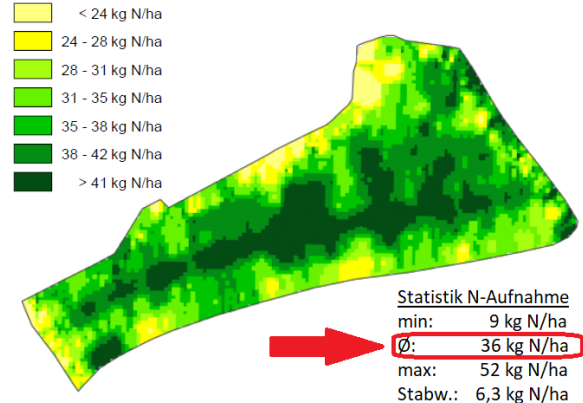 < 24 kg N/ha
24 - 28 kg N/ha
28 - 31 kg N/ha
31 - 35 kg N/ha
35 - 38 kg N/ha
38 - 42 kg N/ha
> 41 kg N/ha
Statistik N-Aufnahme
min: 9 kg N/ha
Ø: 36 kg N/ha
max: 52 kg N/ha
Stabw.: 6,3 kg N/ha